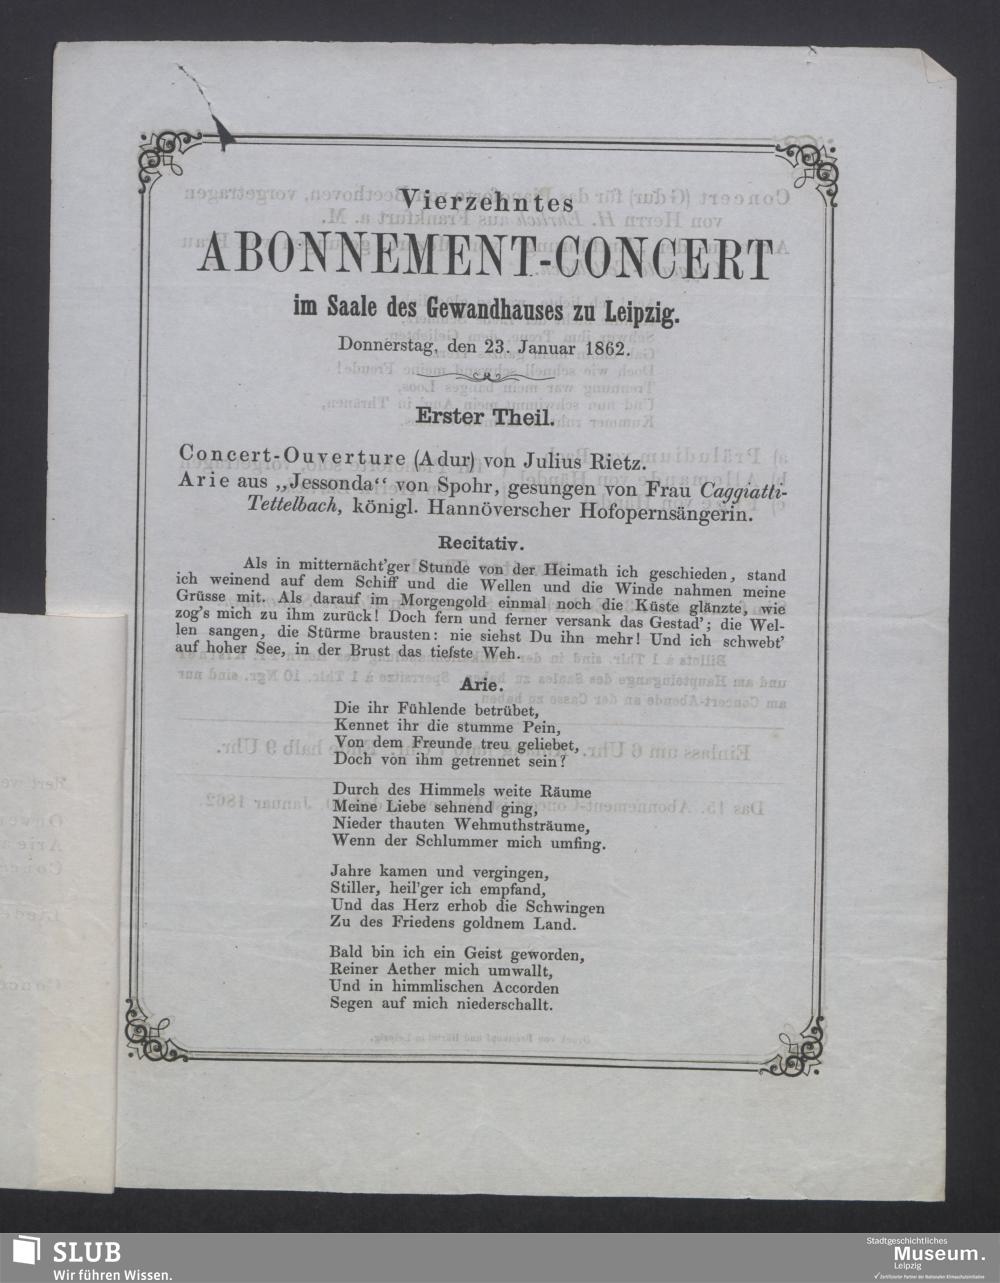 Vierzehntes
ABONNEMENT-CONCERT
im Saale des Gewandhauses zu Leipzig.
Donnerstag, den 23. Januar 1862.
Erster Theil.
Concert-Ouverture (A dur) von Julius Rietz.
Arie aus „Jessonda“ von Spohr, gesungen von Frau Caggiatti-
Tettelbach, königl. Hannöverscher Hofopernsängerin.
Recitativ.
Als in mitternächt'ger Stunde von der Heimath ich geschieden, stand
ich weinend auf dem Schiff und die Wellen und die Winde nahmen meine
Grüsse mit. Als darauf im Morgengold einmal noch die Küste glänzte, wie
zog's mich zu ihm zurück! Doch fern und ferner versank das Gestad'; die Wel-
len sangen, die Stürme brausten: nie siehst Du ihn mehr! Und ich schwebt'
auf hoher See, in der Brust das tiefste Weh.
Arie.
Die ihr Fühlende betrübet,
Kennet ihr die stumme Pein,
Von dem Freunde treu geliebet,
Doch von ihm getrennet sein?
Durch des Himmels weite Räume
Meine Liebe sehnend ging,
Nieder thauten Wehmuthsträume,
Wenn der Schlummer mich umfing.
Jahre kamen und vergingen,
Stiller, heil'ger ich empfand,
Und das Herz erhob die Schwingen
Zu des Friedens goldnem Land.
Bald bin ich ein Geist geworden,
Reiner Aether mich umwallt,
Und in himmlischen Accorden
Segen auf mich niederschallt.
SLUB
Wir führen Wissen.
Stadtgeschichtliches
Museum.
Leipzig